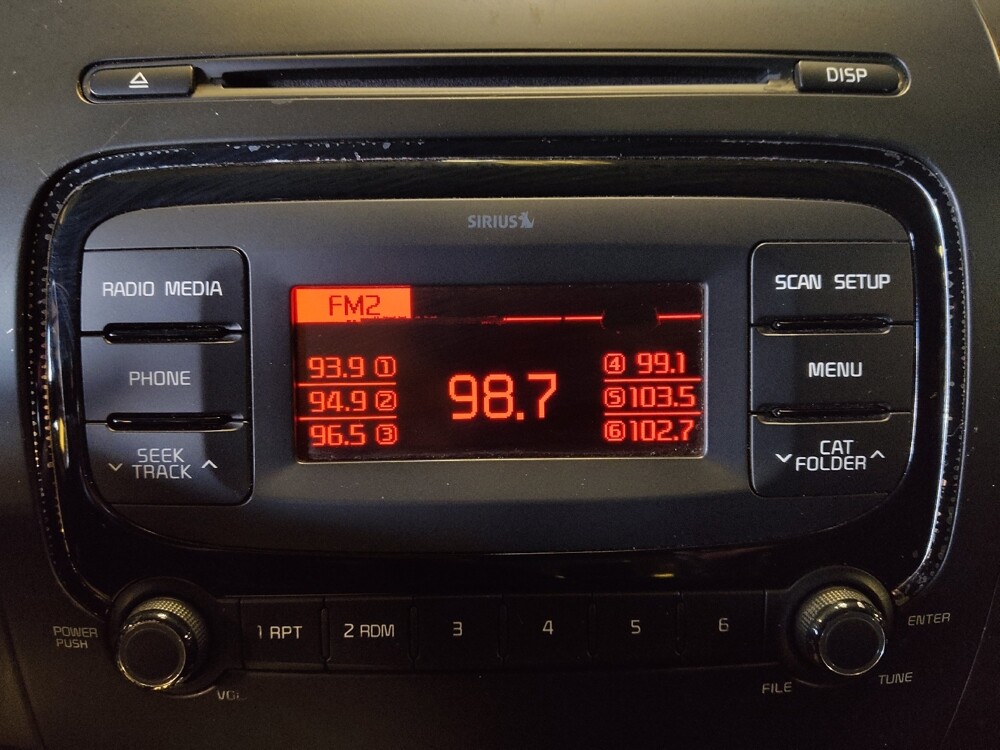 DISP
SIRIUS
RADIO MEDIA
SCAN SETUP
FM2
93.9 1
4 99.1
PHONE
98.7
MENU
94.9 2
5 103.5
96.5 3
6 102.7
SEEK
TRACK
CAT
FOLDER
POWER
PUSH
VOL
1 RPT
2 RDM
3
4
5
6
ENTER
FILE
TUNE